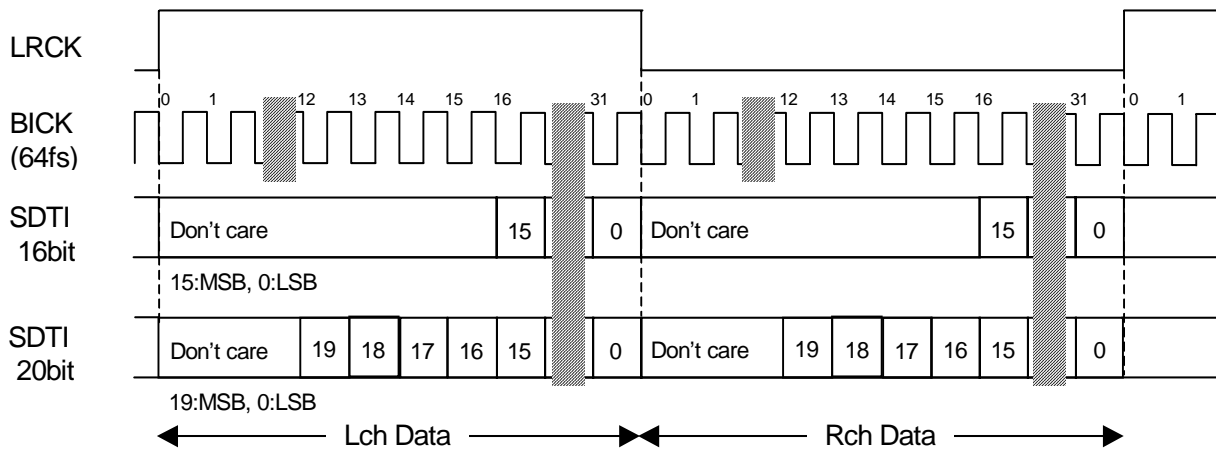 LRCK
0 1 12 13 14 15 16 31 0 1 12 13 14 15 16 31 0 1
BICK
(64fs)
SDTI
16bit
Don't care 15 0 Don't care 15 0
15:MSB, 0:LSB
SDTI
20bit
Don't care 19 18 17 16 15 0 Don't care 19 18 17 16 15 0
19:MSB, 0:LSB
Lch Data Rch Data